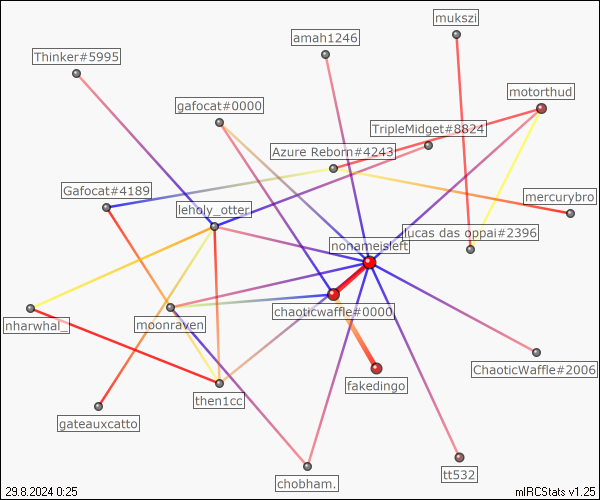 mukszi
amah1246
Thinker#5995
motorthud
gafocat#0000
TripleMidget#8824
Azure Reborn#4243
Gafocat#4189
mercurybro
leholy_otter
lucas das oppai#2396
nonameisleft
chaoticwaffle#0000
nharwhal_
moonraven
ChaoticWaffle#2006
fakedingo
then1cc
gateauxcatto
tt532
chobham.
29.8.2024 0:25
mIRCStats v1.25